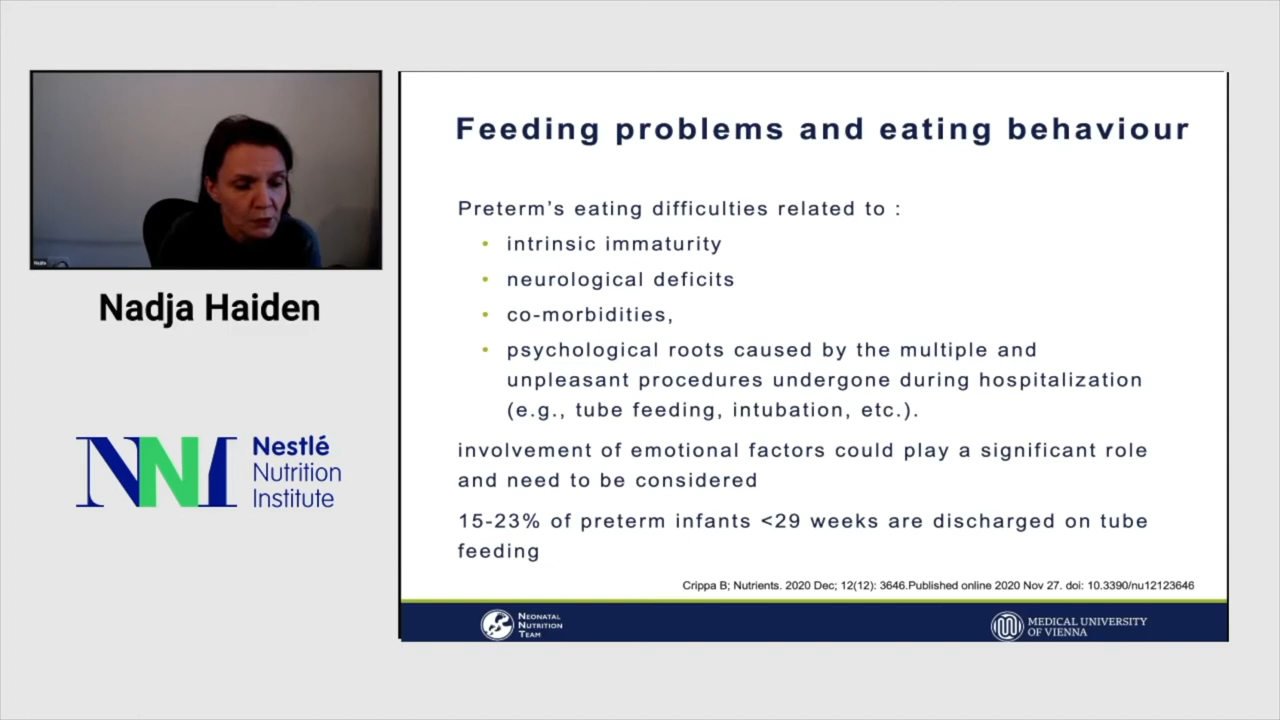 Feeding problems and eating behaviour
Preterm’s eating difficulties related to :
• intrinsic immaturity
• neurological deficits
• co-morbidities,
• psychological roots caused by the multiple and
unpleasant procedures undergone during hospitalization
(e.g., tube feeding, intubation, etc.).
involvement of emotional factors could play a significant role
and need to be considered
15-23% of preterm infants <29 weeks are discharged on tube
feeding
Crippa B; Nutrients. 2020 Dec; 12(12): 3646.Published online 2020 Nov 27. doi: 10.3390/nu12123646
NEONATAL
NUTRITION
TEAM
MEDICAL UNIVERSITY
OF VIENNA
Nadja Haiden
NNI
Nestlé
Nutrition
Institute